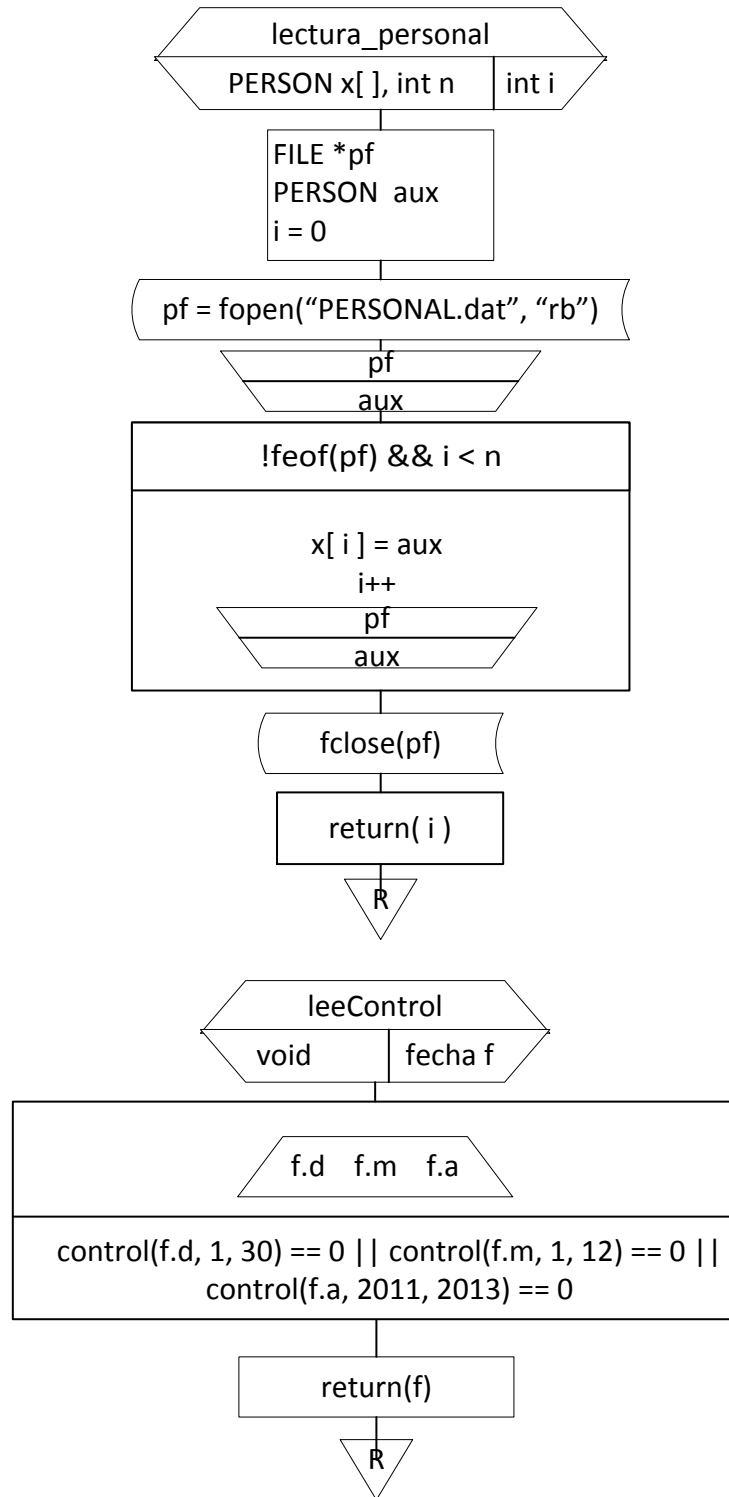 lectura_personal
PERSON x[ ], int n int i
FILE *pf
PERSON aux
i = 0
pf = fopen(“PERSONAL.dat”, “rb”)
pf
aux
!feof(pf) && i < n
x[ i ] = aux
i++
pf
aux
fclose(pf)
return( i )
R
leeControl
void fecha f
f.d f.m f.a
control(f.d, 1, 30) == 0 || control(f.m, 1, 12) == 0 ||
control(f.a, 2011, 2013) == 0
return(f)
R